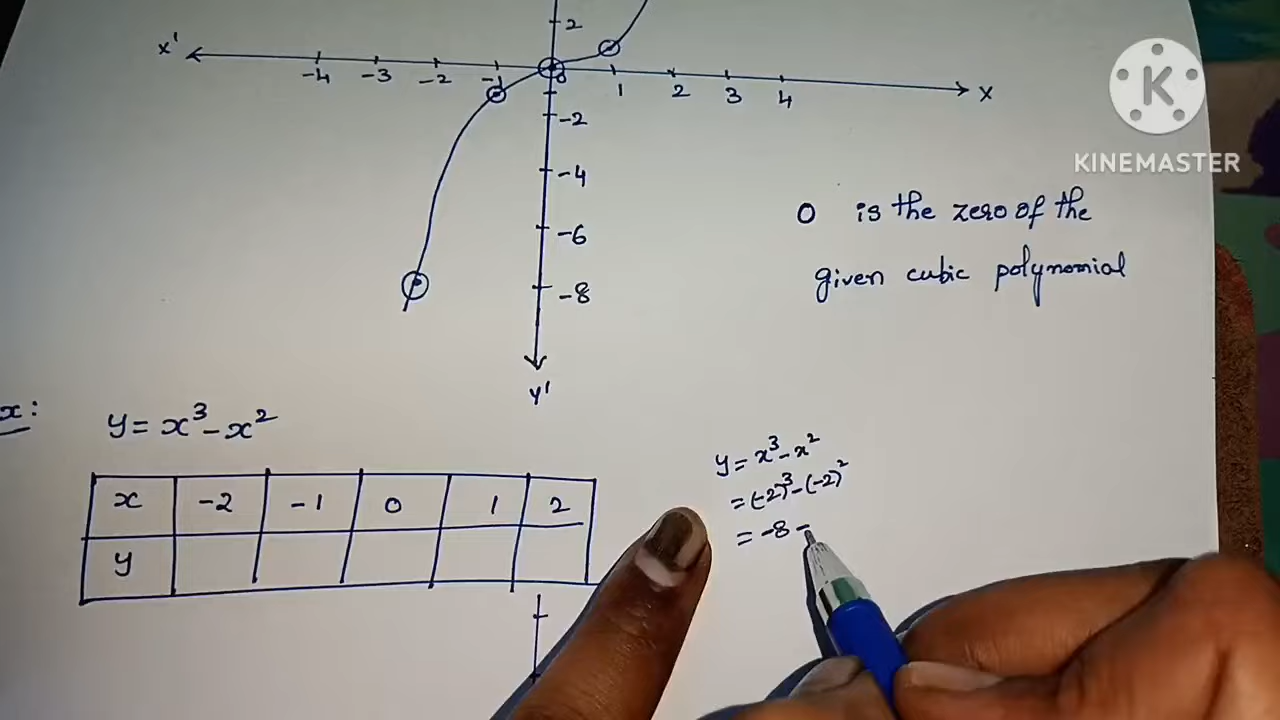 2
x' -4 -3 -2 -1 0 1 2 3 4 x
-2
-4
-6
-8
y'
0 is the zero of the
given cubic polynomial
K
KINEMASTER
x:
y = x³ - x²
x -2 -1 0 1 2
y
y = x³ - x²
= (-2)³ - (-2)²
= -8 -